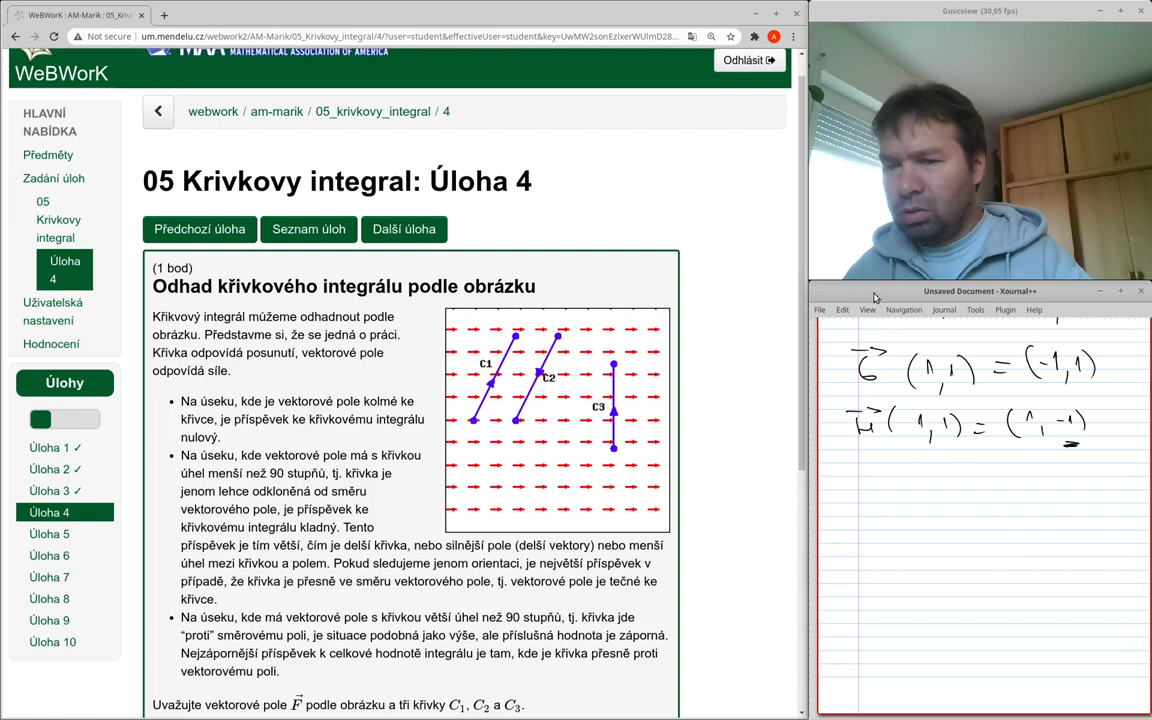 WeBWorK : AM-Marik : 05_Krivk
Guvcview (30,05 fps)
Not secure | um.mendelu.cz/webwork2/AM-Marik/05_Krivkovy_integral/4/?user=student&effectiveUser=student&key=UwMW2sonEzlxerWUlmD28...
A
WeBWorK
MAA MATHEMATICAL ASSOCIATION OF AMERICA
Odhlásit
HLAVNÍ NABÍDKA
Předměty
Zadání úloh
05 Krivkovy integral
Úloha 4
Uživatelská nastavení
Hodnocení
Úlohy
Úloha 1 ✓
Úloha 2 ✓
Úloha 3 ✓
Úloha 4
Úloha 5
Úloha 6
Úloha 7
Úloha 8
Úloha 9
Úloha 10
webwork / am-marik / 05_krivkovy_integral / 4
05 Krivkovy integral: Úloha 4
Předchozí úloha
Seznam úloh
Další úloha
(1 bod)
Odhad křivkového integrálu podle obrázku
Křikvový integrál můžeme odhadnout podle
obrázku. Představme si, že se jedná o práci.
Křivka odpovídá posunutí, vektorové pole
odpovídá síle.
• Na úseku, kde je vektorové pole kolmé ke
křivce, je příspěvek ke křivkovému integrálu
nulový.
• Na úseku, kde vektorové pole má s křivkou
úhel menší než 90 stupňů, tj. křivka je
jenom lehce odkloněná od směru
vektorového pole, je příspěvek ke
křivkovému integrálu kladný. Tento
příspěvek je tím větší, čím je delší křivka, nebo silnější pole (delší vektory) nebo menší
úhel mezi křivkou a polem. Pokud sledujeme jenom orientaci, je největší příspěvek v
případě, že křivka je přesně ve směru vektorového pole, tj. vektorové pole je tečné ke
křivce.
• Na úseku, kde má vektorové pole s křivkou větší úhel než 90 stupňů, tj. křivka jde
“proti” směrovému poli, je situace podobná jako výše, ale příslušná hodnota je záporná.
Nejzápornější příspěvek k celkové hodnotě integrálu je tam, kde je křivka přesně proti
vektorovému poli.
Uvažujte vektorové pole F⃗ podle obrázku a tři křivky C₁, C₂ a C₃.
C1
C2
C3
Unsaved Document - Xournal++
File Edit View Navigation Journal Tools Plugin Help
G⃗ (1,1) = (-1,1)
H⃗ (1,1) = (1,-1)